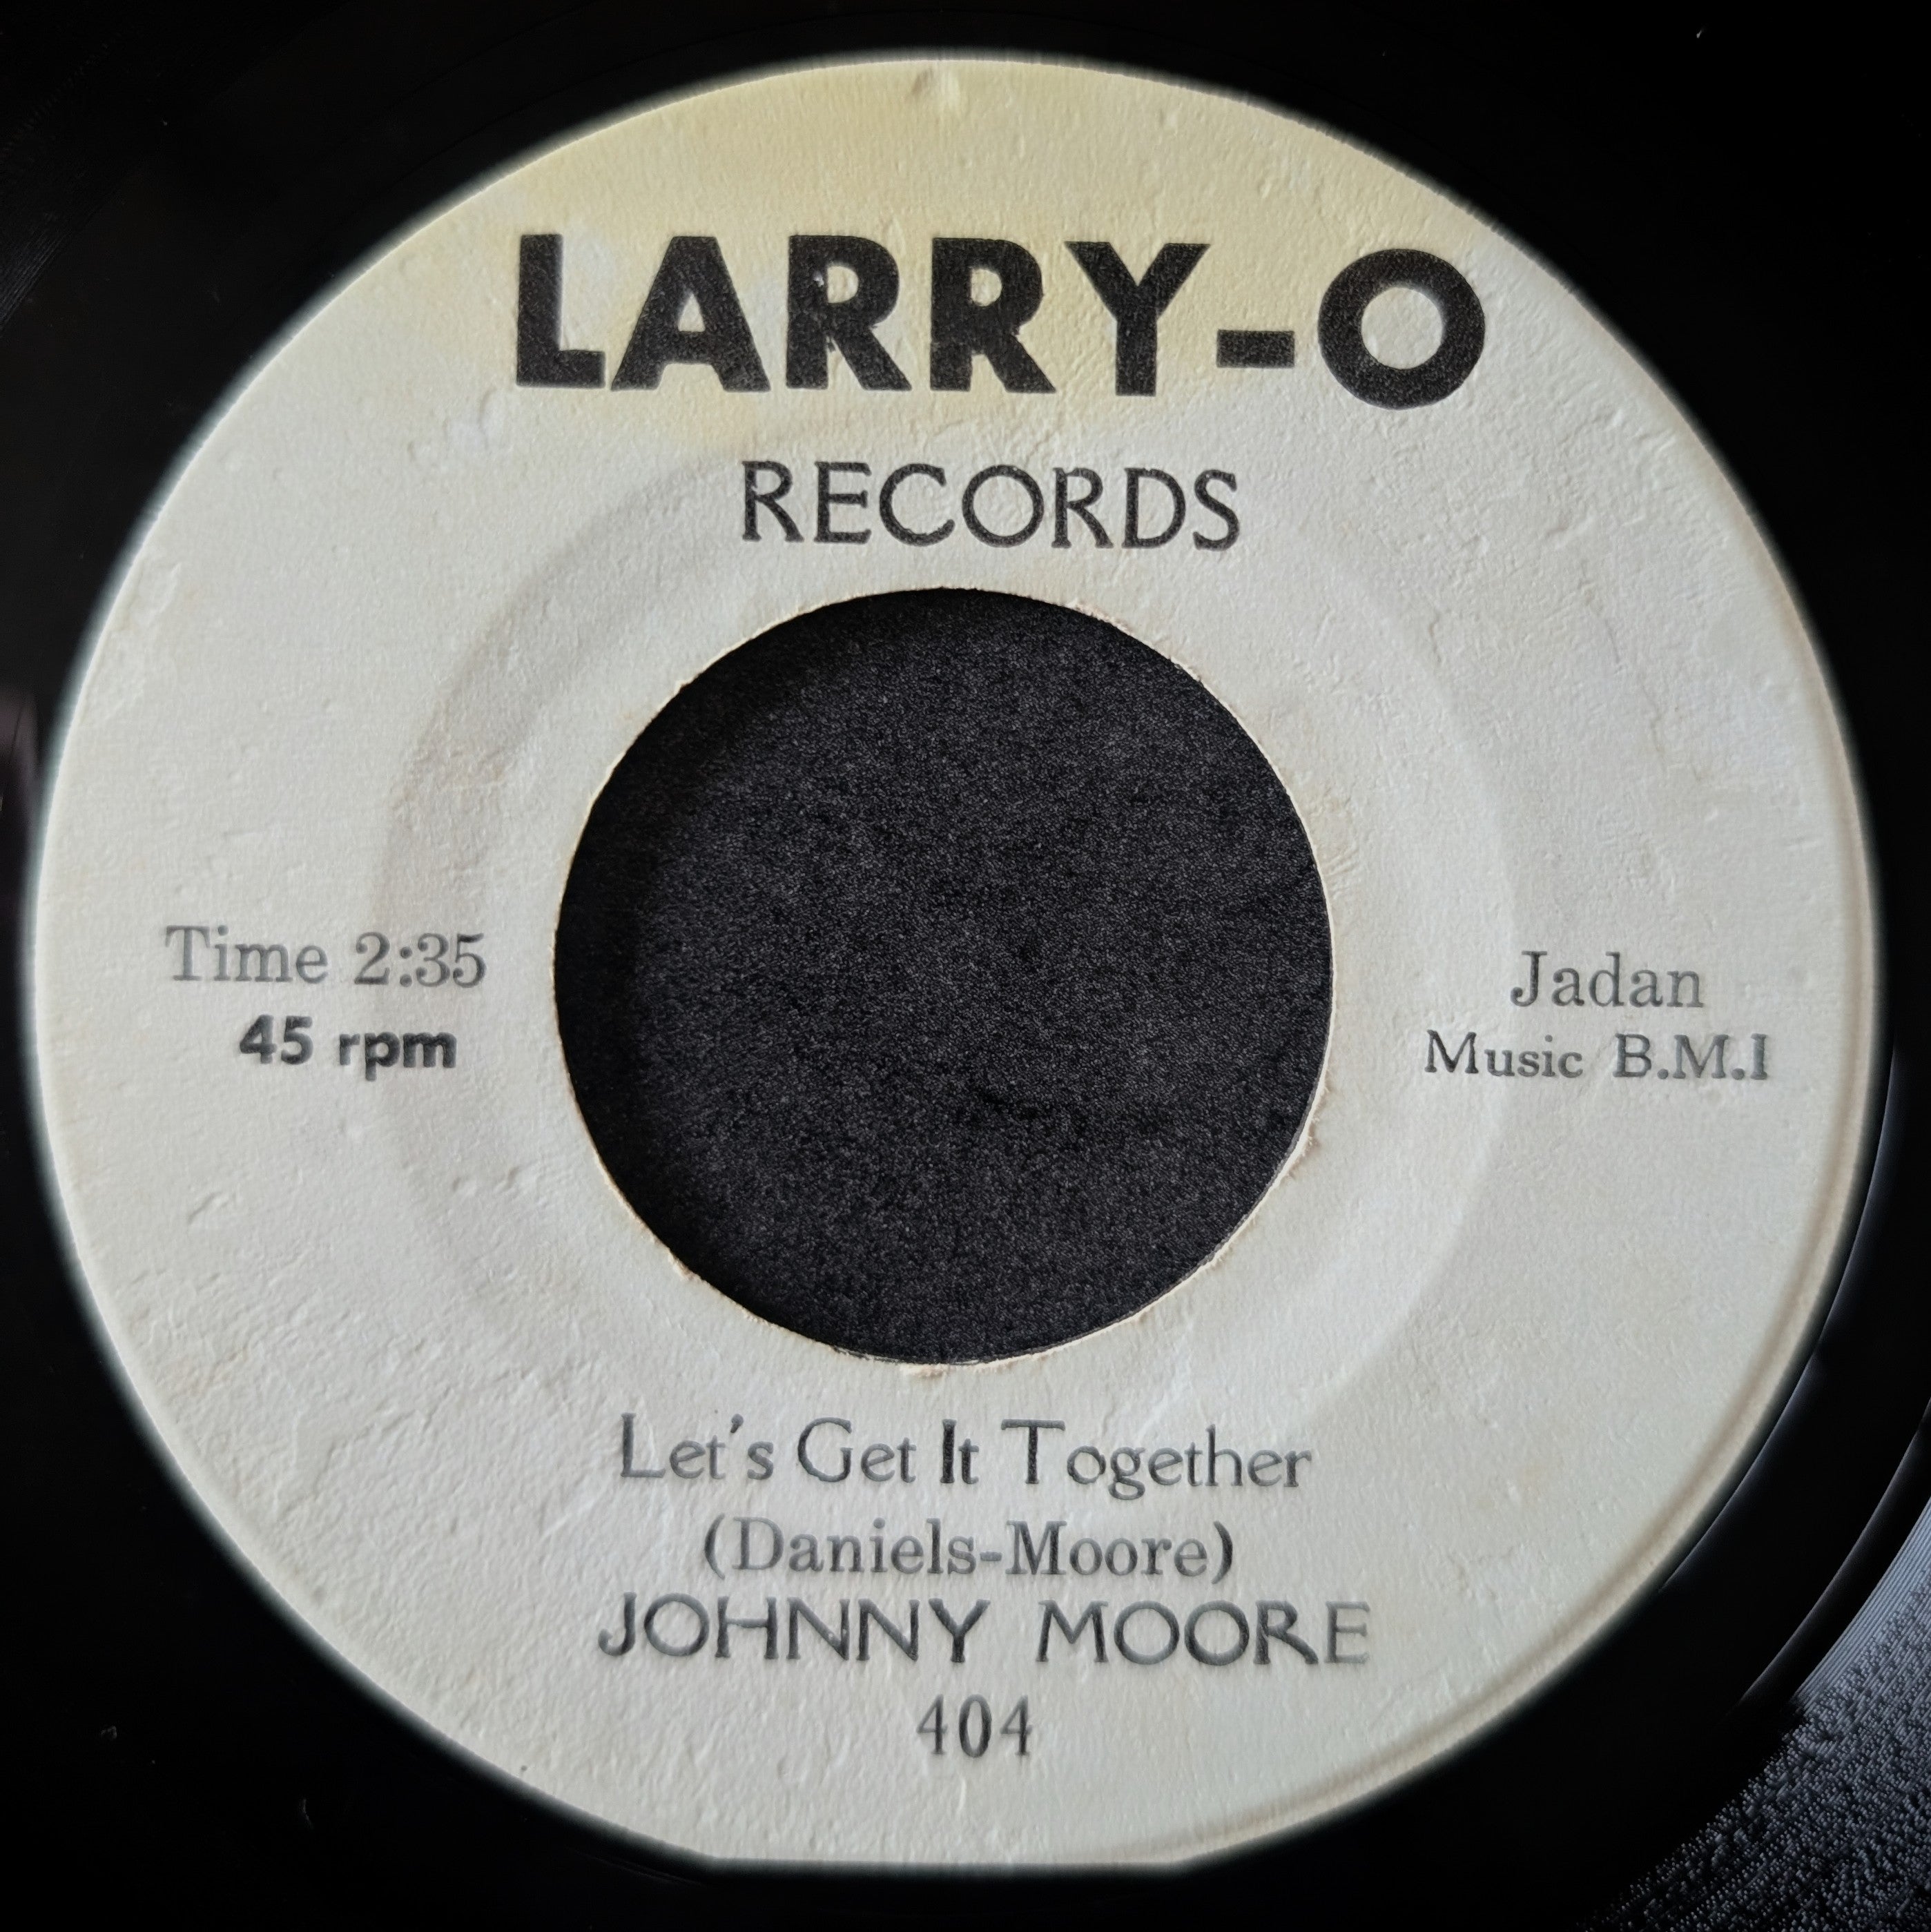 LARRY-O
RECORDS
Time 2:35
45 rpm
Jadan
Music B.M.I
Let's Get It Together
(Daniels-Moore)
JOHNNY MOORE
404